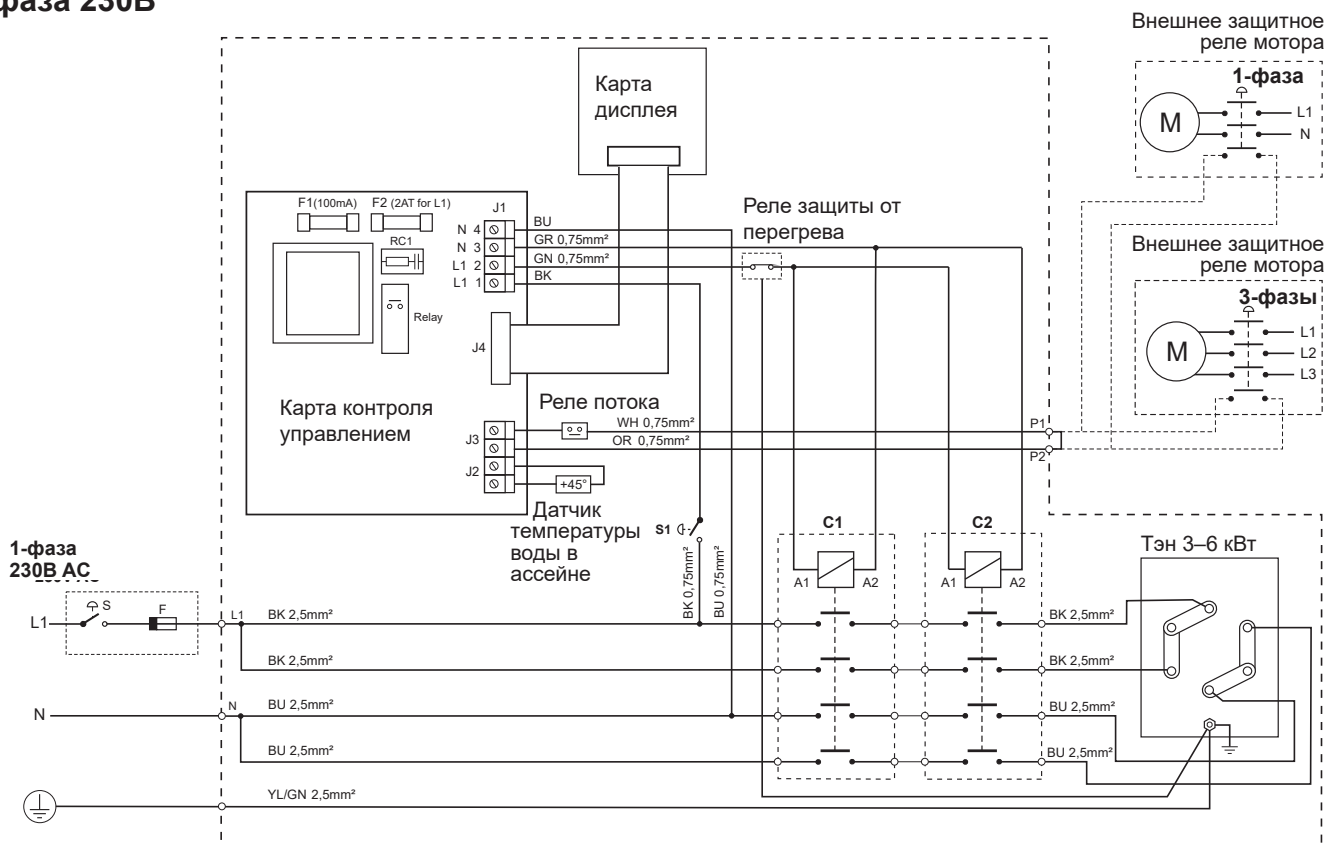 фаза 230В
Внешнее защитное
реле мотора
1-фаза
M
L1
N
Карта
дисплея
F1(100mA)
F2 (2AT for L1)
J1
RC1
N 4
N 3
L1 2
L1 1
BU
GR 0,75mm²
GN 0,75mm²
BK
Relay
J4
Реле защиты от
перегрева
Внешнее защитное
реле мотора
3-фазы
M
L1
L2
L3
Карта контроля
управлением
Реле потока
J3
WH 0,75mm²
OR 0,75mm²
P1
P2
J2
+45°
Датчик
температуры
воды в
ассейне
S1
BK 0,75mm²
BU 0,75mm²
C1
A1
A2
C2
A1
A2
Тэн 3–6 кВт
1-фаза
230В АС
L1
S
F
L1
BK 2,5mm²
BK 2,5mm²
BK 2,5mm²
BK 2,5mm²
N
N
BU 2,5mm²
BU 2,5mm²
BU 2,5mm²
BU 2,5mm²
YL/GN 2,5mm²